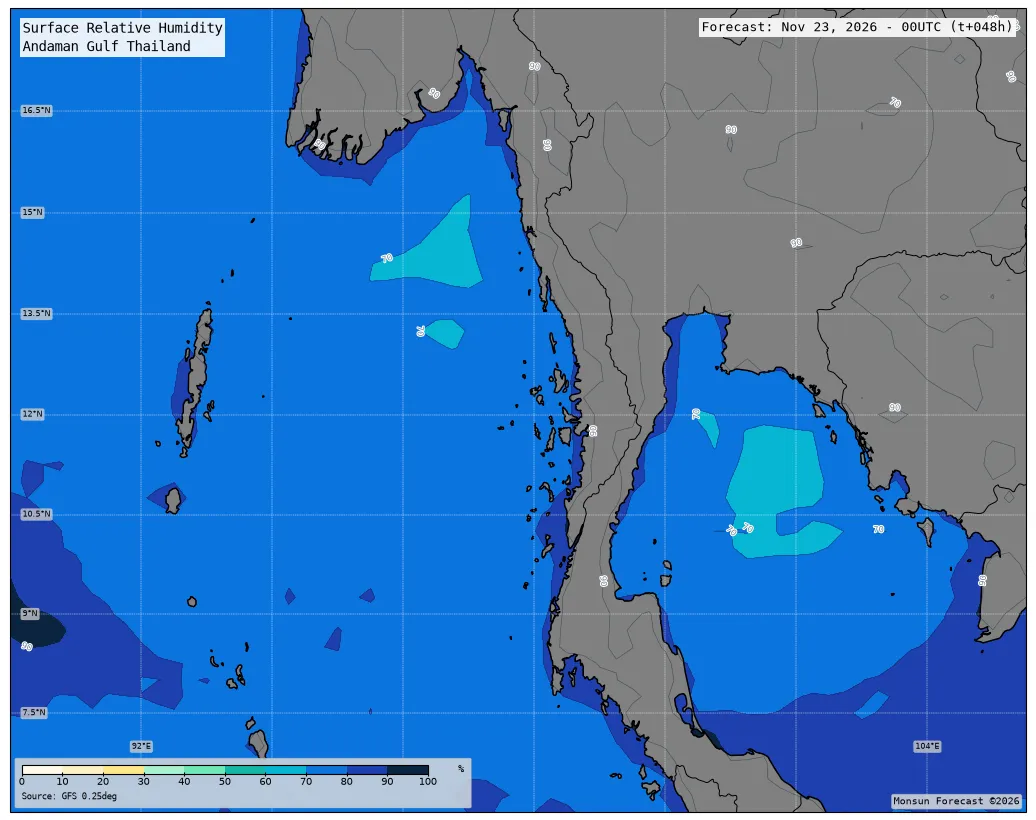 Surface Relative Humidity
Andaman Gulf Thailand
Forecast: Nov 23, 2026 - 00UTC (t+048h)
90
90
90
70
90
16.5°N
90
90
90
15°N
90
70
13.5°N
70
12°N
70
90
90
10.5°N
70
70
70
90
90
9°N
90
7.5°N
92°E
104°E
%
0 10 20 30 40 50 60 70 80 90 100
Source: GFS 0.25deg
Monsun Forecast ©2026